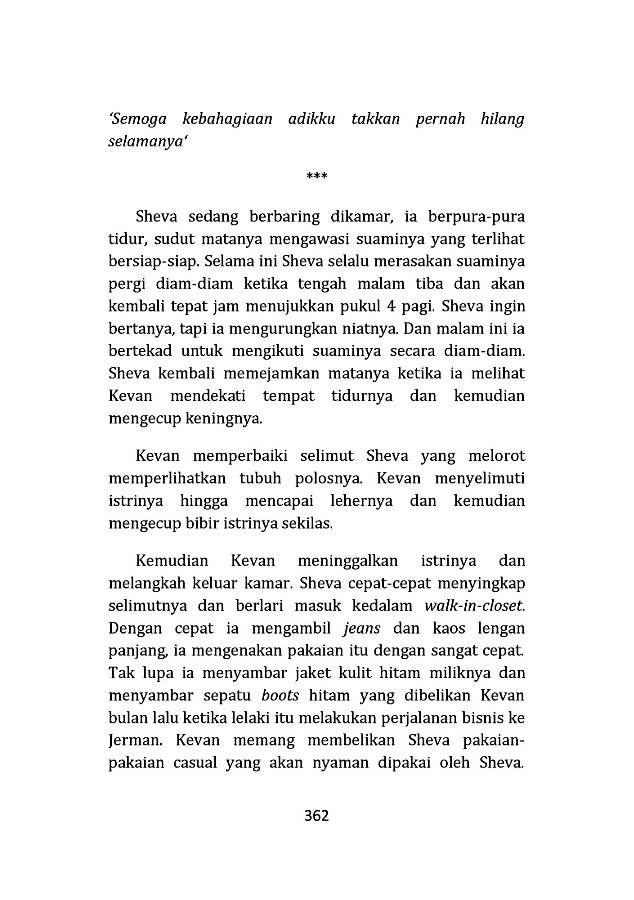 ‘Semoga kebahagiaan adikku takkan pernah hilang
selamanya‘
***
Sheva sedang berbaring dikamar, ia berpura-pura
tidur, sudut matanya mengawasi suaminya yang terlihat
bersiap-siap. Selama ini Sheva selalu merasakan suaminya
pergi diam-diam ketika tengah malam tiba dan akan
kembali tepat jam menujukkan pukul 4 pagi. Sheva ingin
bertanya, tapi ia mengurungkan niatnya. Dan malam ini ia
bertekad untuk mengikuti suaminya secara diam-diam.
Sheva kembali memejamkan matanya ketika ia melihat
Kevan mendekati tempat tidurnya dan kemudian
mengecup keningnya.
Kevan memperbaiki selimut Sheva yang melorot
memperlihatkan tubuh polosnya. Kevan menyelimuti
istrinya hingga mencapai lehernya dan kemudian
mengecup bibir istrinya sekilas.
Kemudian Kevan meninggalkan istrinya dan
melangkah keluar kamar. Sheva cepat-cepat menyingkap
selimutnya dan berlari masuk kedalam walk-in-closet.
Dengan cepat ia mengambil jeans dan kaos lengan
panjang, ia mengenakan pakaian itu dengan sangat cepat.
Tak lupa ia menyambar jaket kulit hitam miliknya dan
menyambar sepatu boots hitam yang dibelikan Kevan
bulan lalu ketika lelaki itu melakukan perjalanan bisnis ke
Jerman. Kevan memang membelikan Sheva pakaian-
pakaian casual yang akan nyaman dipakai oleh Sheva.
362